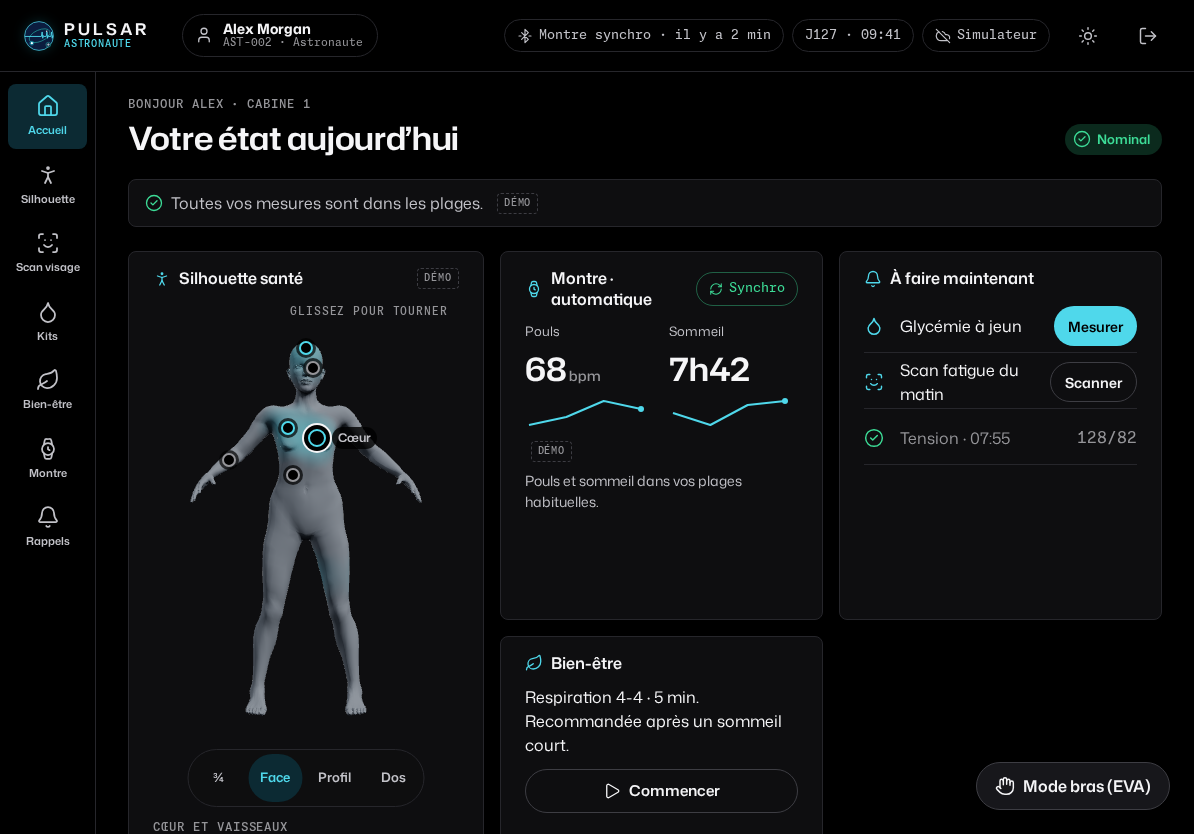 PULSAR
ASTRONAUTE
Alex Morgan
AST-002 · Astronaute
Montre synchro · il y a 2 min
J127 · 09:41
Simulateur
Accueil
Silhouette
Scan visage
Kits
Bien-être
Montre
Rappels
BONJOUR ALEX · CABINE 1
Votre état aujourd’hui
Nominal
Toutes vos mesures sont dans les plages. DÉMO
Silhouette santé DÉMO
GLISSEZ POUR TOURNER
Cœur
¾ Face Profil Dos
CŒUR ET VAISSEAUX
Montre ·
automatique
Synchro
Pouls Sommeil
68 bpm 7h42
DÉMO
Pouls et sommeil dans vos plages
habituelles.
À faire maintenant
Glycémie à jeun Mesurer
Scan fatigue du
matin
Scanner
Tension · 07:55 128/82
Bien-être
Respiration 4-4 · 5 min.
Recommandée après un sommeil
court.
Commencer
Mode bras (EVA)